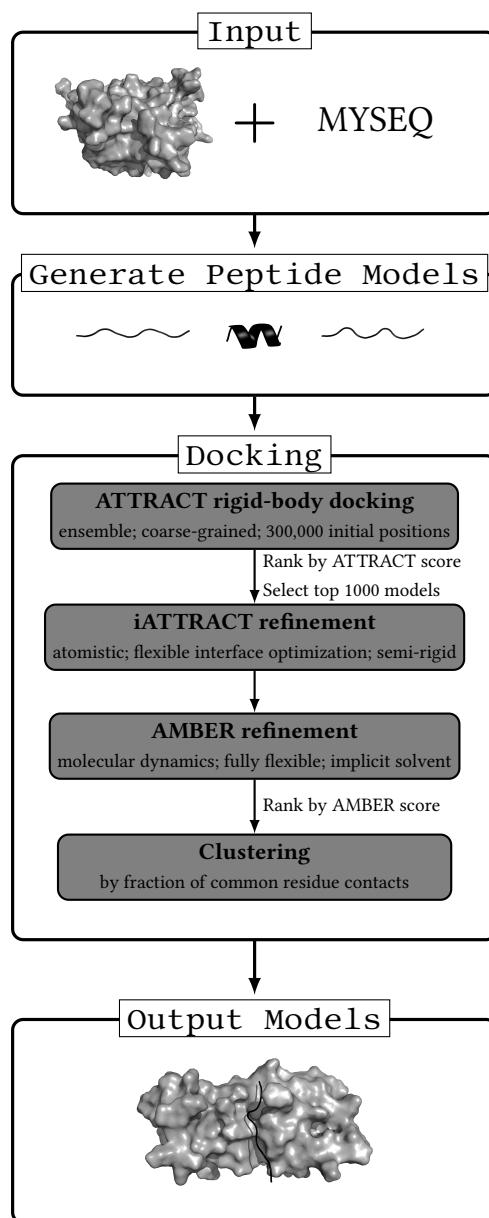 Input
MYSEQ
Generate Peptide Models
Docking
ATTRACT rigid-body docking
ensemble; coarse-grained; 300,000 initial positions
Rank by ATTRACT score
Select top 1000 models
iATTRACT refinement
atomistic; flexible interface optimization; semi-rigid
AMBER refinement
molecular dynamics; fully flexible; implicit solvent
Rank by AMBER score
Clustering
by fraction of common residue contacts
Output Models